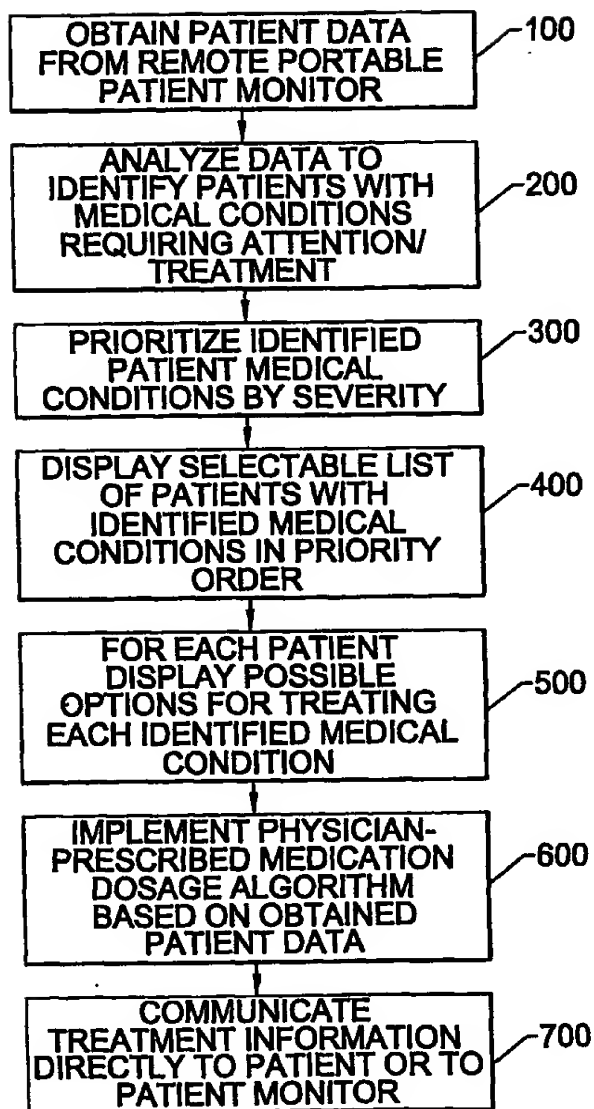 OBTAIN PATIENT DATA
FROM REMOTE PORTABLE
PATIENT MONITOR
100
ANALYZE DATA TO
IDENTIFY PATIENTS WITH
MEDICAL CONDITIONS
REQUIRING ATTENTION/
TREATMENT
200
PRIORITIZE IDENTIFIED
PATIENT MEDICAL
CONDITIONS BY SEVERITY
300
DISPLAY SELECTABLE LIST
OF PATIENTS WITH
IDENTIFIED MEDICAL
CONDITIONS IN PRIORITY
ORDER
400
FOR EACH PATIENT
DISPLAY POSSIBLE
OPTIONS FOR TREATING
EACH IDENTIFIED MEDICAL
CONDITION
500
IMPLEMENT PHYSICIAN-
PRESCRIBED MEDICATION
DOSAGE ALGORITHM
BASED ON OBTAINED
PATIENT DATA
600
COMMUNICATE
TREATMENT INFORMATION
DIRECTLY TO PATIENT OR TO
PATIENT MONITOR
700